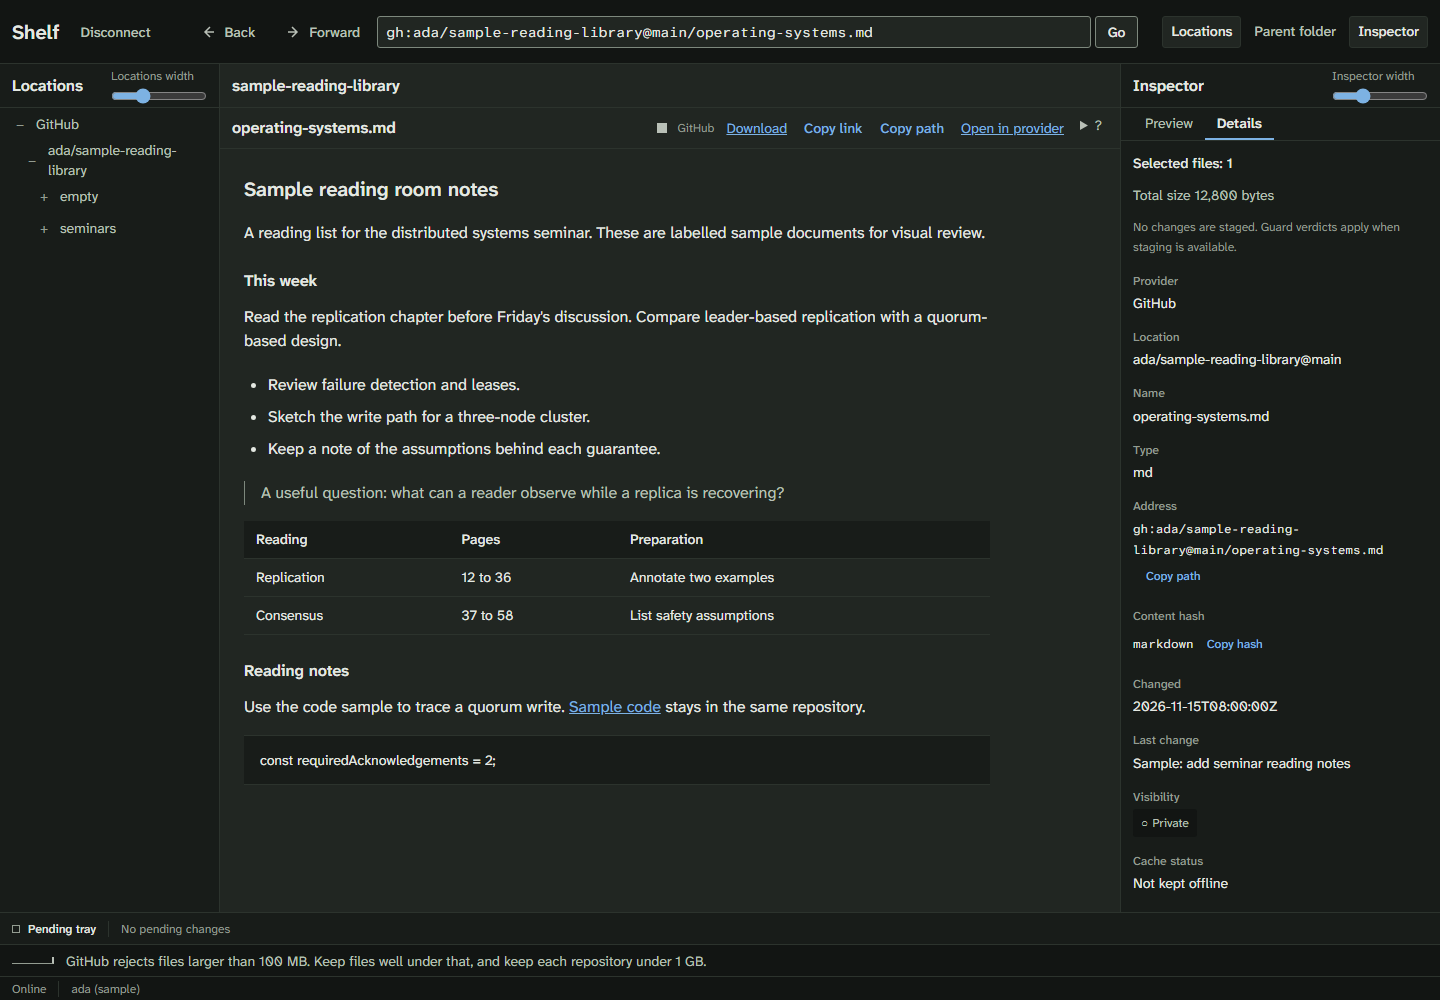 Shelf Disconnect ← Back → Forward gh:ada/sample-reading-library@main/operating-systems.md Go Locations Parent folder Inspector
Locations Locations width
– GitHub
– ada/sample-reading-
library
+ empty
+ seminars
sample-reading-library
operating-systems.md GitHub Download Copy link Copy path Open in provider ?
Sample reading room notes
A reading list for the distributed systems seminar. These are labelled sample documents for visual review.
This week
Read the replication chapter before Friday's discussion. Compare leader-based replication with a quorum-
based design.
• Review failure detection and leases.
• Sketch the write path for a three-node cluster.
• Keep a note of the assumptions behind each guarantee.
A useful question: what can a reader observe while a replica is recovering?
Reading Pages Preparation
Replication 12 to 36 Annotate two examples
Consensus 37 to 58 List safety assumptions
Reading notes
Use the code sample to trace a quorum write. Sample code stays in the same repository.
const requiredAcknowledgements = 2;
Inspector Inspector width
Preview Details
Selected files: 1
Total size 12,800 bytes
No changes are staged. Guard verdicts apply when
staging is available.
Provider
GitHub
Location
ada/sample-reading-library@main
Name
operating-systems.md
Type
md
Address
gh:ada/sample-reading-
library@main/operating-systems.md
Copy path
Content hash
markdown Copy hash
Changed
2026-11-15T08:00:00Z
Last change
Sample: add seminar reading notes
Visibility
○ Private
Cache status
Not kept offline
Pending tray No pending changes
GitHub rejects files larger than 100 MB. Keep files well under that, and keep each repository under 1 GB.
Online ada (sample)